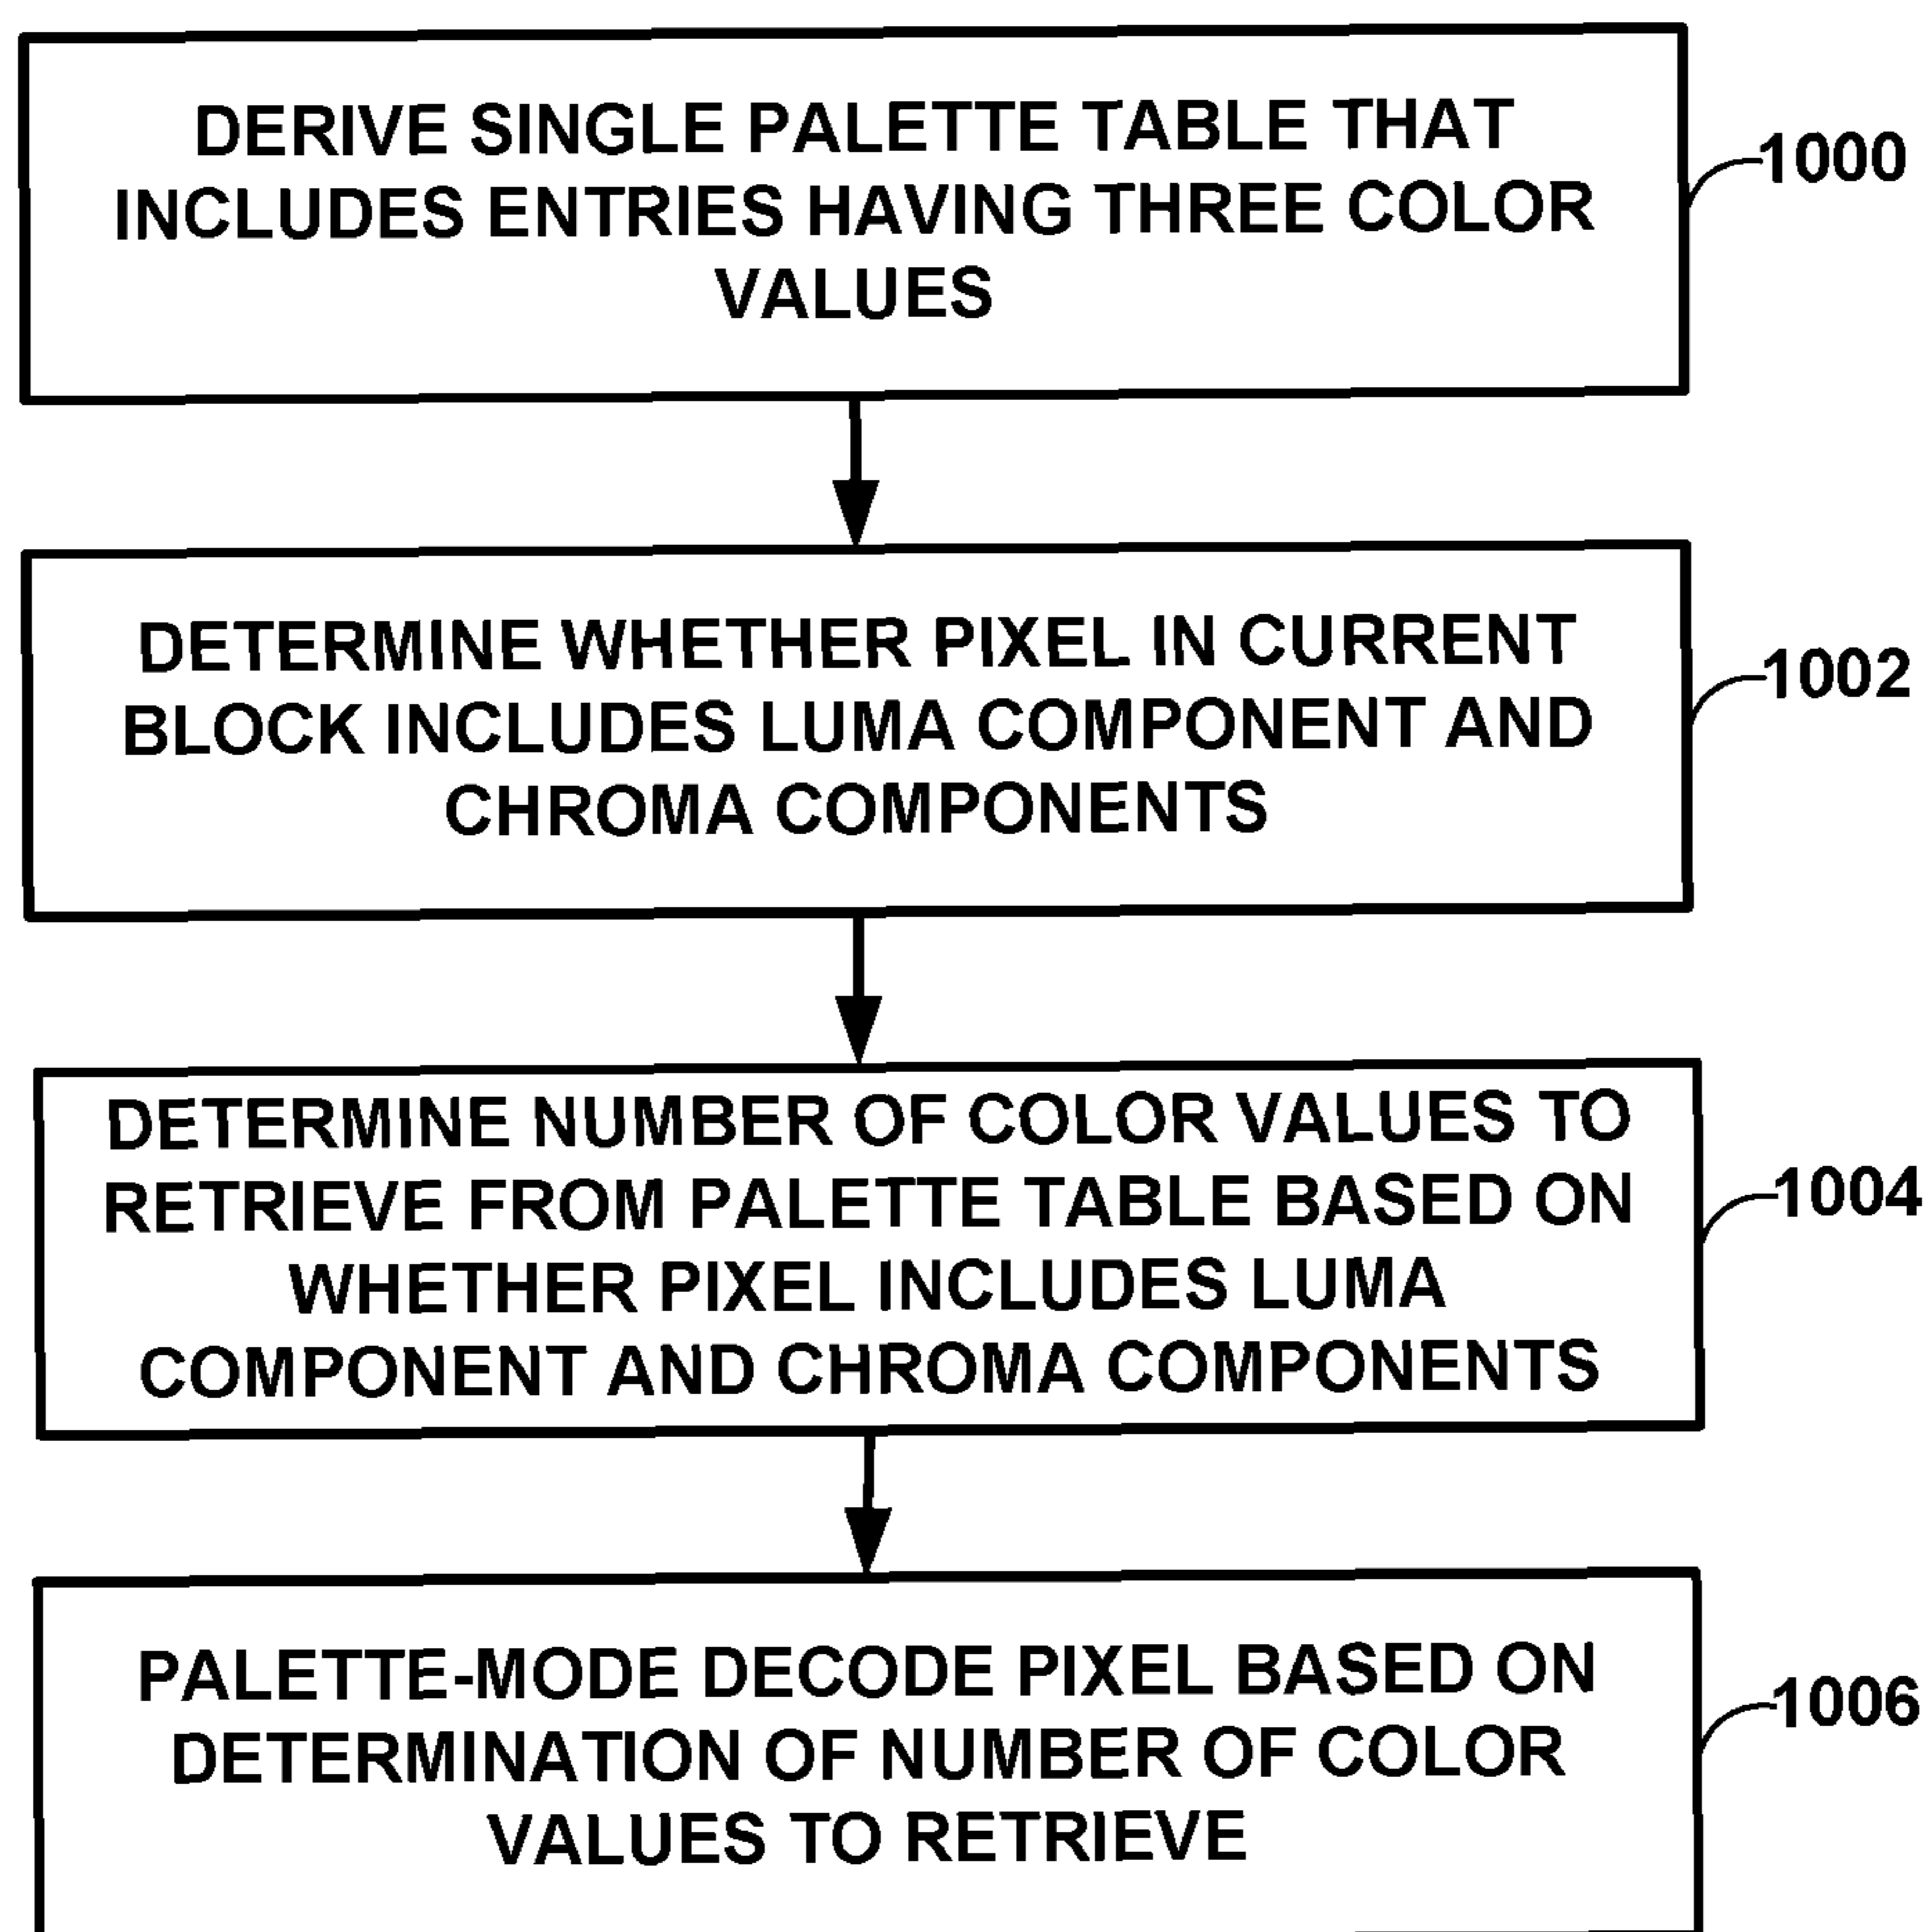 DERIVE SINGLE PALETTE TABLE THAT
INCLUDES ENTRIES HAVING THREE COLOR
VALUES
1000
DETERMINE WHETHER PIXEL IN CURRENT
BLOCK INCLUDES LUMA COMPONENT AND
CHROMA COMPONENTS
1002
DETERMINE NUMBER OF COLOR VALUES TO
RETRIEVE FROM PALETTE TABLE BASED ON
WHETHER PIXEL INCLUDES LUMA
COMPONENT AND CHROMA COMPONENTS
1004
PALETTE-MODE DECODE PIXEL BASED ON
DETERMINATION OF NUMBER OF COLOR
VALUES TO RETRIEVE
1006